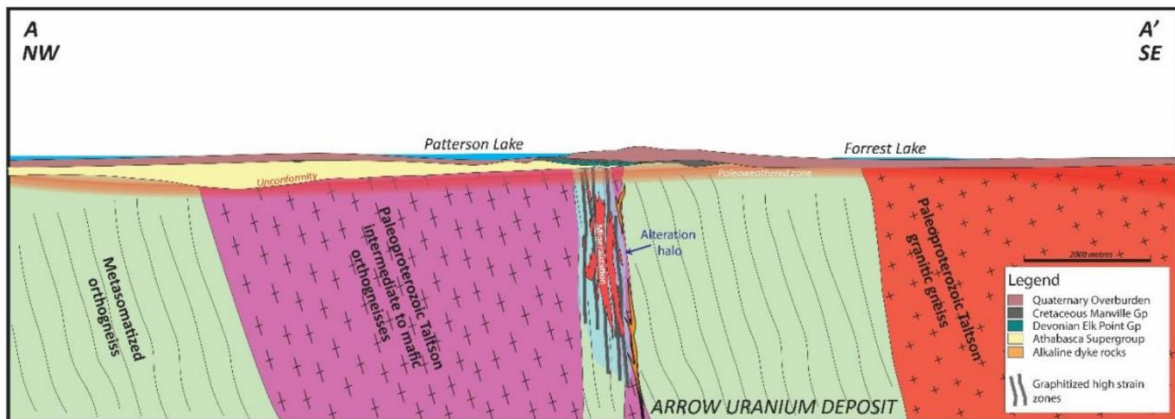 A
NW
A'
SE
Patterson Lake
Forrest Lake
Unconformity
Paleoweathered zone
Metasomatized
orthogneiss
Paleoproterozoic Taltson
intermediate to mafic
orthogneisses
Mineralization
Alteration
halo
Paleoproterozoic Taltson
granitic gneiss
2000 metres
Legend
Quaternary Overburden
Cretaceous Manville Gp
Devonian Elk Point Gp
Athabasca Supergroup
Alkaline dyke rocks
Graphitized high strain
zones
ARROW URANIUM DEPOSIT